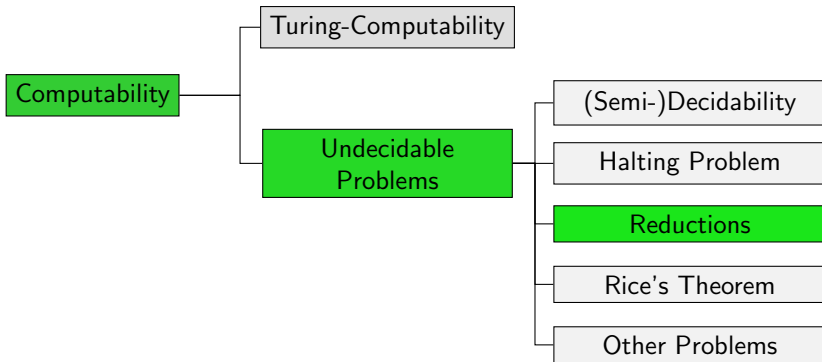 Turing-Computability
Computability
Undecidable
Problems
(Semi-)Decidability
Halting Problem
Reductions
Rice's Theorem
Other Problems